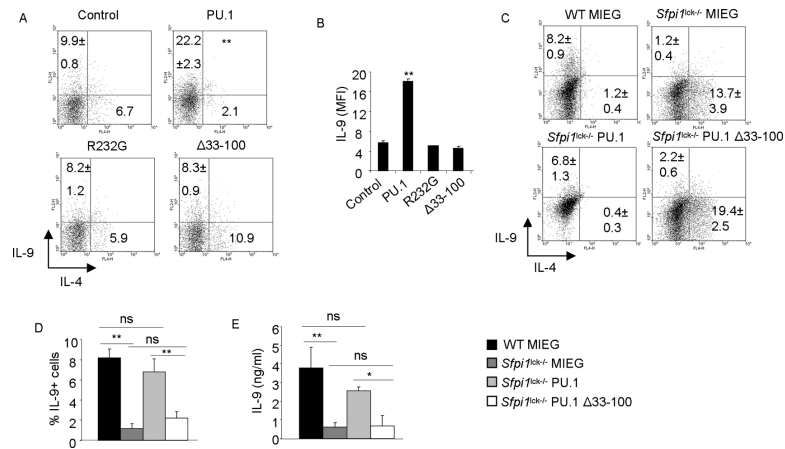 A
Control
PU.1
9.9±
0.8
6.7
22.2
±2.3
**
2.1
R232G
Δ33-100
8.2±
1.2
5.9
8.3±
0.9
10.9
FL4-H
IL-9
IL-4
B
IL-9 (MFI)
20
16
12
8
4
0
**
Control
PU.1
R232G
Δ33-100
C
WT MIEG
Sfpi1lck-/- MIEG
8.2±
0.9
1.2±
0.4
1.2±
0.4
13.7±
3.9
Sfpi1lck-/- PU.1
Sfpi1lck-/- PU.1 Δ33-100
6.8±
1.3
0.4±
0.3
2.2±
0.6
19.4±
2.5
FL4-H
IL-9
IL-4
D
ns
**
ns
**
% IL-9+ cells
10
8
6
4
2
0
E
ns
**
ns
*
IL-9 (ng/ml)
6
5
4
3
2
1
0
WT MIEG
Sfpi1lck-/- MIEG
Sfpi1lck-/- PU.1
Sfpi1lck-/- PU.1 Δ33-100